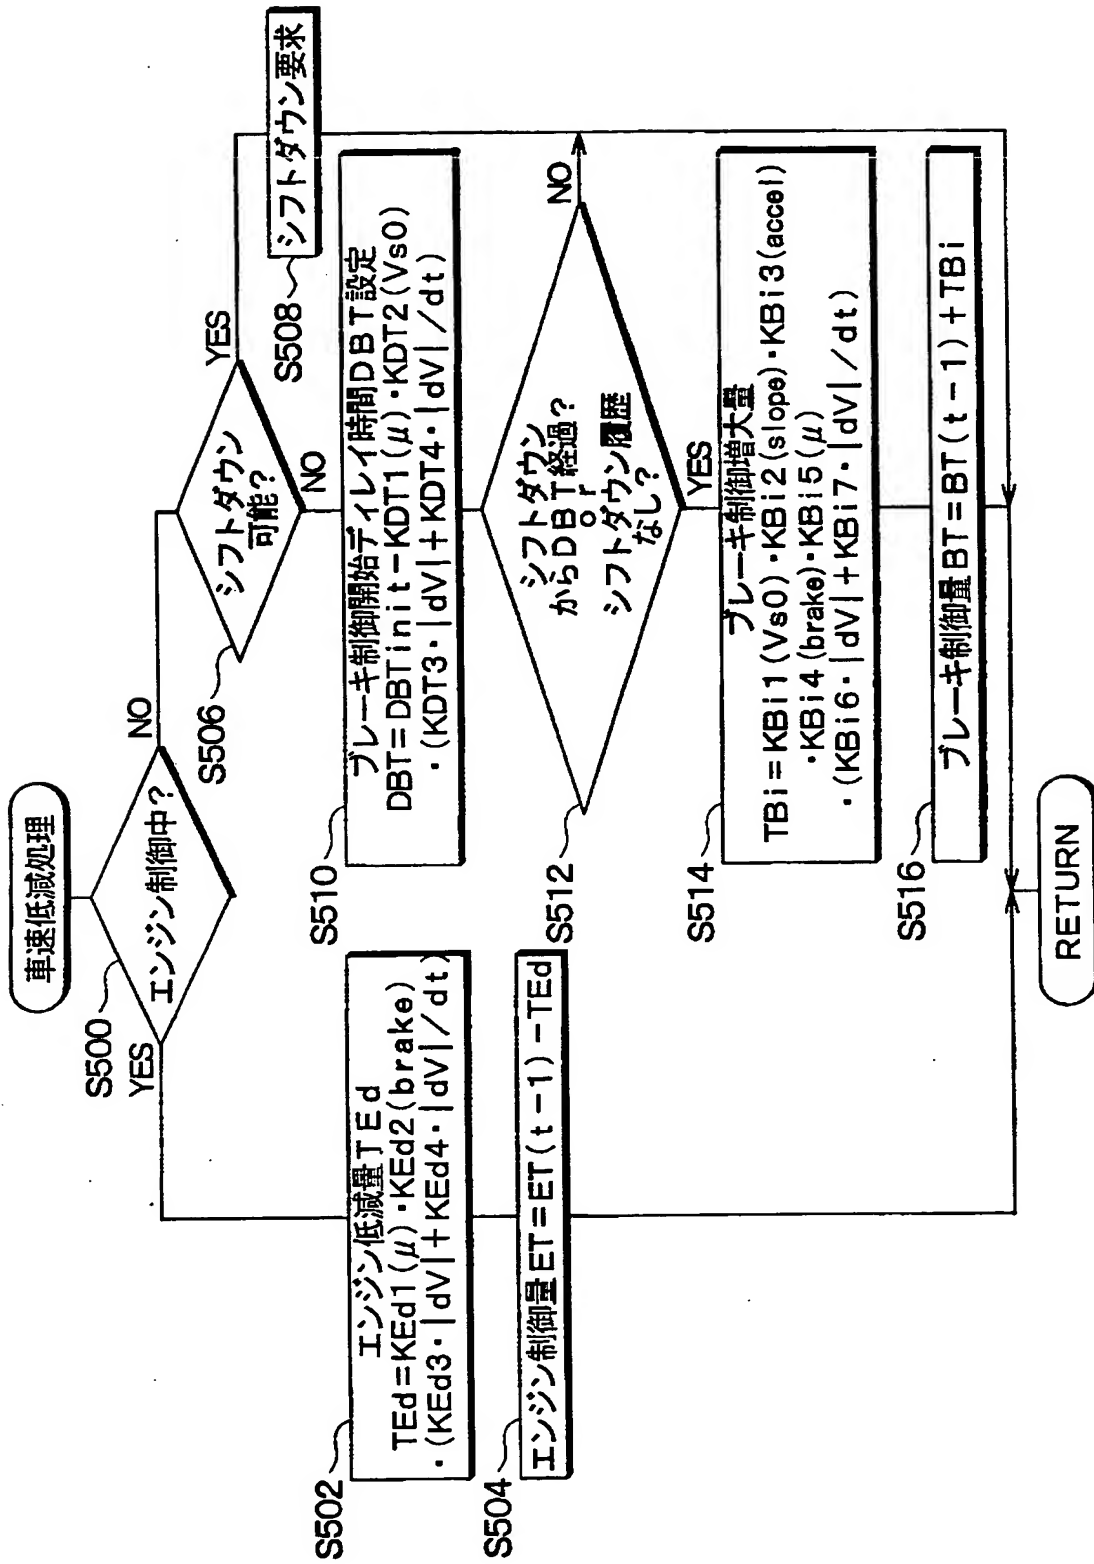 車速低減処理
S500
エンジン制御中?
YES
NO
S502
エンジン低減量TEd
TEd=KEd1(μ)・KEd2(brake)
・(KEd3・|dV|+KEd4・|dV|/dt)
S504
エンジン制御量ET=ET(t-1)-TEd
S506
シフトダウン
可能?
YES
NO
S508
シフトダウン要求
S510
ブレーキ制御開始ディレイ時間DBT設定
DBT=DBTinit-KDT1(μ)・KDT2(Vs0)
・(KDT3・|dV|+KDT4・|dV|/dt)
S512
シフトダウン
からDBT経過?
or
シフトダウン履歴
なし?
NO
YES
S514
ブレーキ制御増大量
TBi=KBi1(Vs0)・KBi2(slope)・KBi3(accel)
・KBi4(brake)・KBi5(μ)
・(KBi6・|dV|+KBi7・|dV|/dt)
S516
ブレーキ制御量BT=BT(t-1)+TBi
RETURN